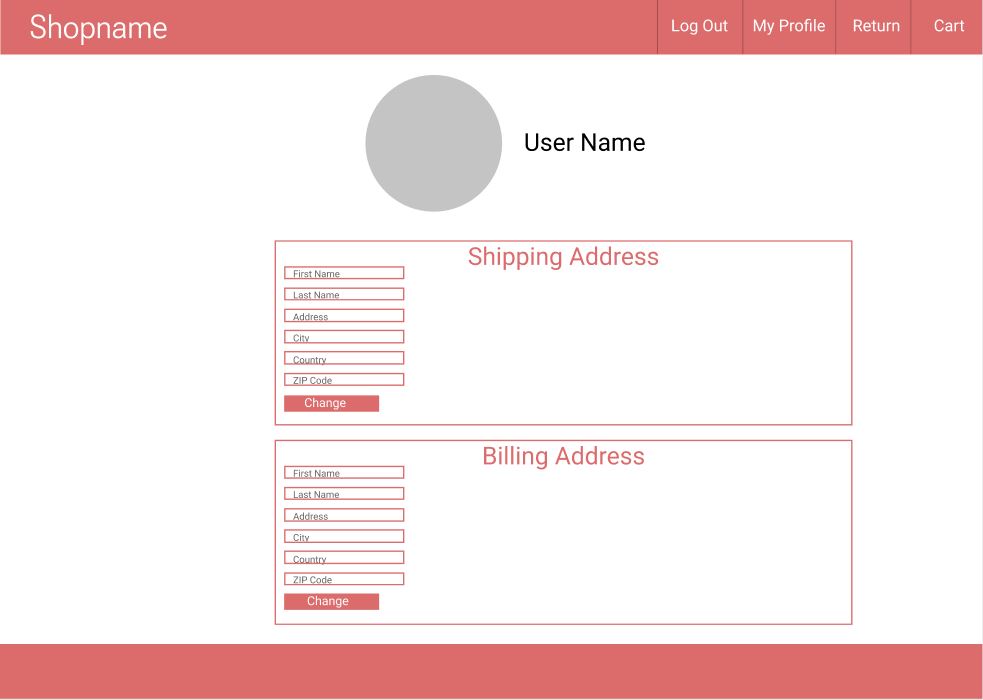 Shopname
Log Out
My Profile
Return
Cart
User Name
Shipping Address
First Name
Last Name
Address
City
Country
ZIP Code
Change
Billing Address
First Name
Last Name
Address
City
Country
ZIP Code
Change